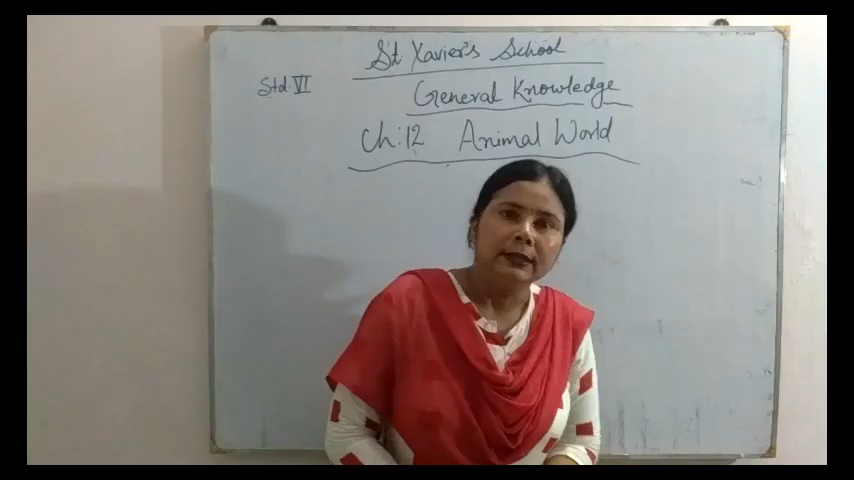 St. Xavier's School
Std. VI
General Knowledge
Ch:12 Animal World